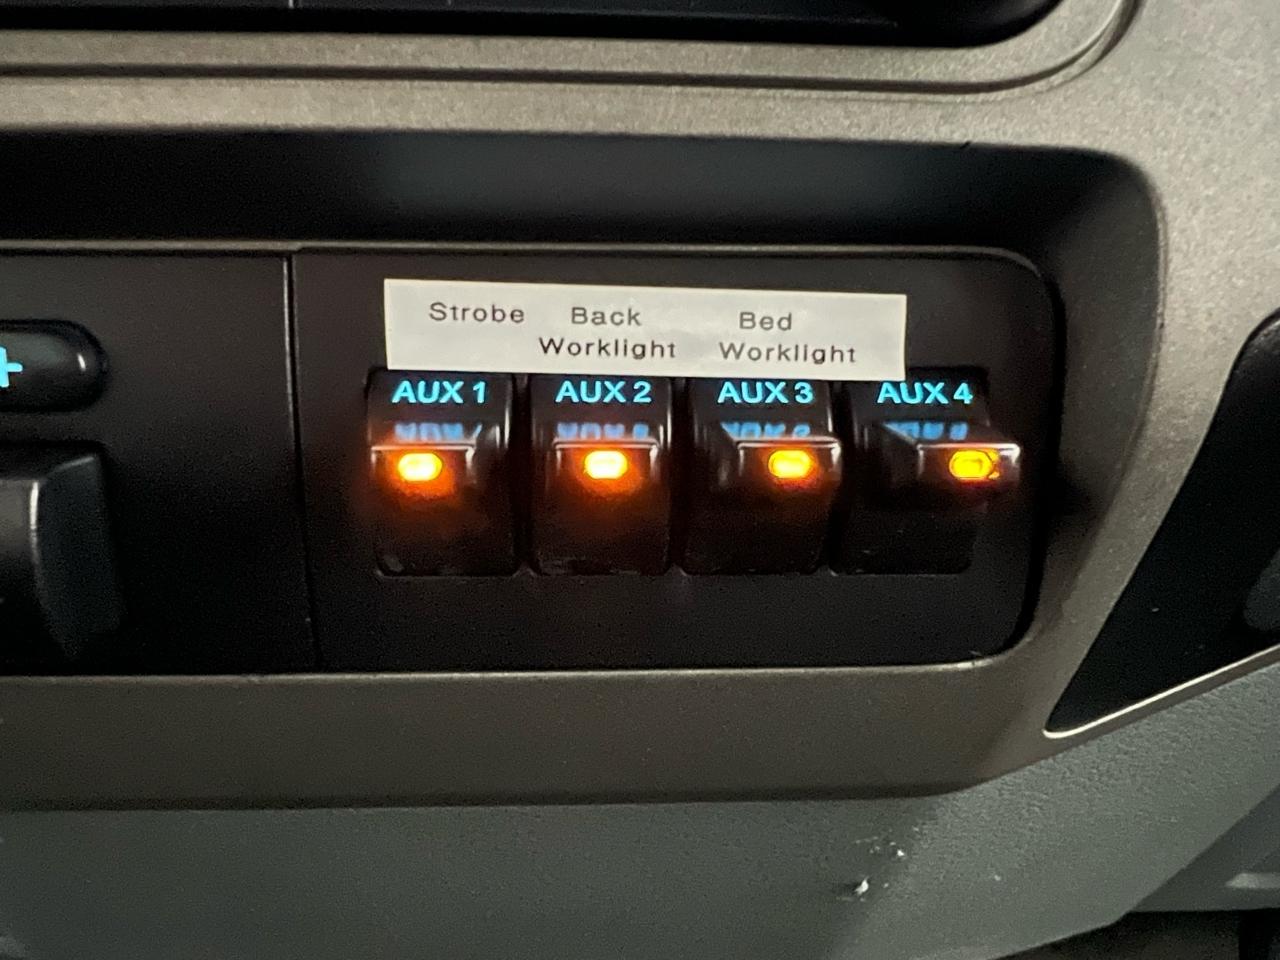 Strobe Back Bed
Worklight Worklight
AUX 1 AUX 2 AUX 3 AUX 4
+